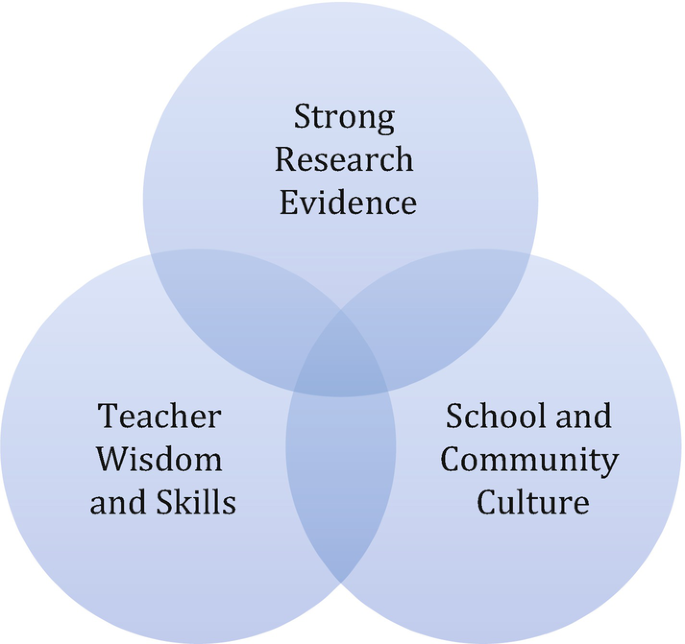 Strong
Research
Evidence
Teacher
Wisdom
and Skills
School and
Community
Culture